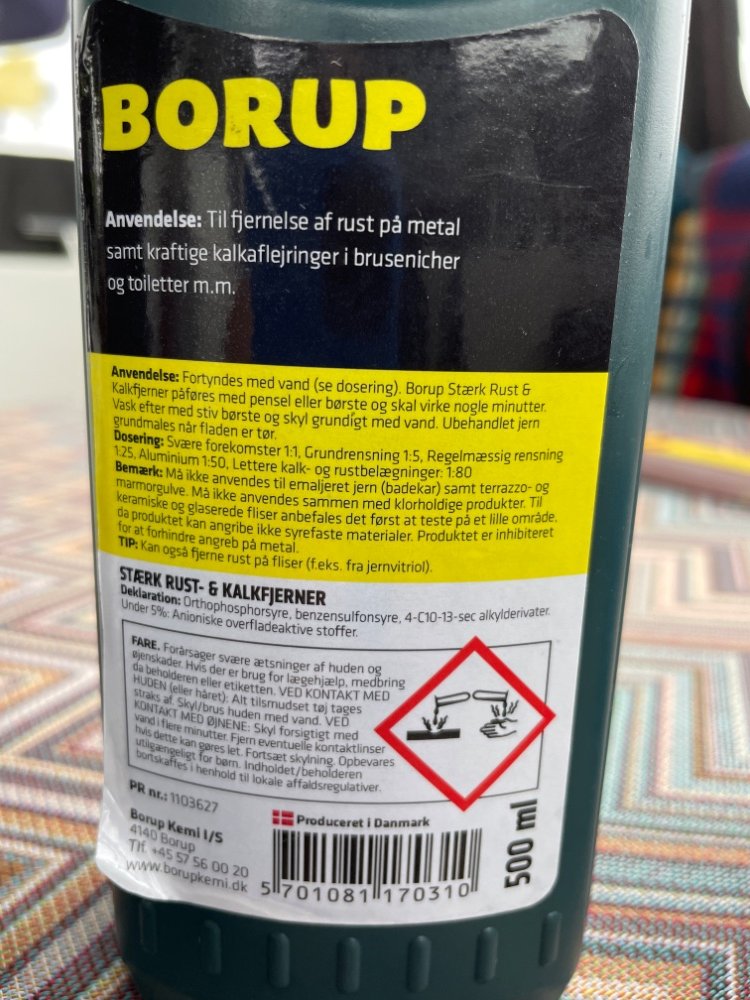 BORUP
Anvendelse: Til fjernelse af rust på metal
samt kraftige kalkaflejringer i brusenicher
og toiletter m.m.
Anvendelse: Fortyndes med vand (se dosering). Borup Stærk Rust &
Kalkfjerner påføres med pensel eller børste og skal virke nogle minutter.
Vask efter med stiv børste og skyl grundigt med vand. Ubehandlet jern
grundmales når fladen er tør.
Dosering: Svære forekomster 1:1, Grundrensning 1:5, Regelmæssig rensning
1:25, Aluminium 1:50, Lettere kalk- og rustbelægninger: 1:80
Bemærk: Må ikke anvendes til emaljeret jern (badekar) samt terrazzo- og
marmorgulve. Må ikke anvendes sammen med klorholdige produkter. Til
keramiske og glaserede fliser anbefales det først at teste på et lille område,
da produktet kan angribe ikke syrefaste materialer. Produktet er inhibiteret
for at forhindre angreb på metal.
TIP: Kan også fjerne rust på fliser (f.eks. fra jernvitriol).
STÆRK RUST- & KALKFJERNER
Deklaration: Orthophosphorsyre, benzensulfonsyre, 4-C10-13-sec alkylderivater.
Under 5%: Anioniske overfladeaktive stoffer.
FARE. Forårsager svære ætsninger af huden og
øjenskader. Hvis der er brug for lægehjælp, medbring
da beholderen eller etiketten. VED KONTAKT MED
HUDEN (eller håret): Alt tilsmudset tøj tages
straks af. Skyl/brus huden med vand. VED
KONTAKT MED ØJNENE: Skyl forsigtigt med
vand i flere minutter. Fjern eventuelle kontaktlinser
hvis dette kan gøres let. Fortsæt skylning. Opbevares
utilgængeligt for børn. Indholdet/beholderen
bortskaffes i henhold til lokale affaldsregulativer.
PR nr.: 1103627
Borup Kemi I/S
4140 Borup
Tlf. +45 57 56 00 20
www.borupkemi.dk
Produceret i Danmark
5 701081 170310
500 ml